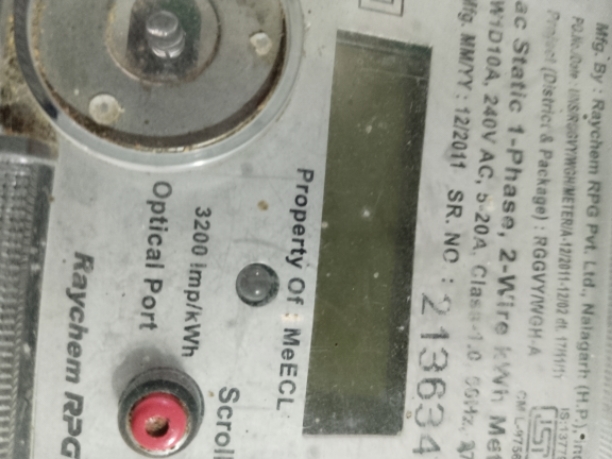 Mfg. By : Raychem RPG Pvt. Ltd., Nalagarh (H.P.),
Project (District & Package) : RGGVY/WGH-A
ac Static 1-Phase, 2-Wire kWh Met
240V AC, 5-20A, Class-1.0
Mfg. MM/YY : 12/2011 SR. NO : 213634
Property Of : MeECL
3200 imp/kWh
Scroll
Optical Port
Raychem RPG